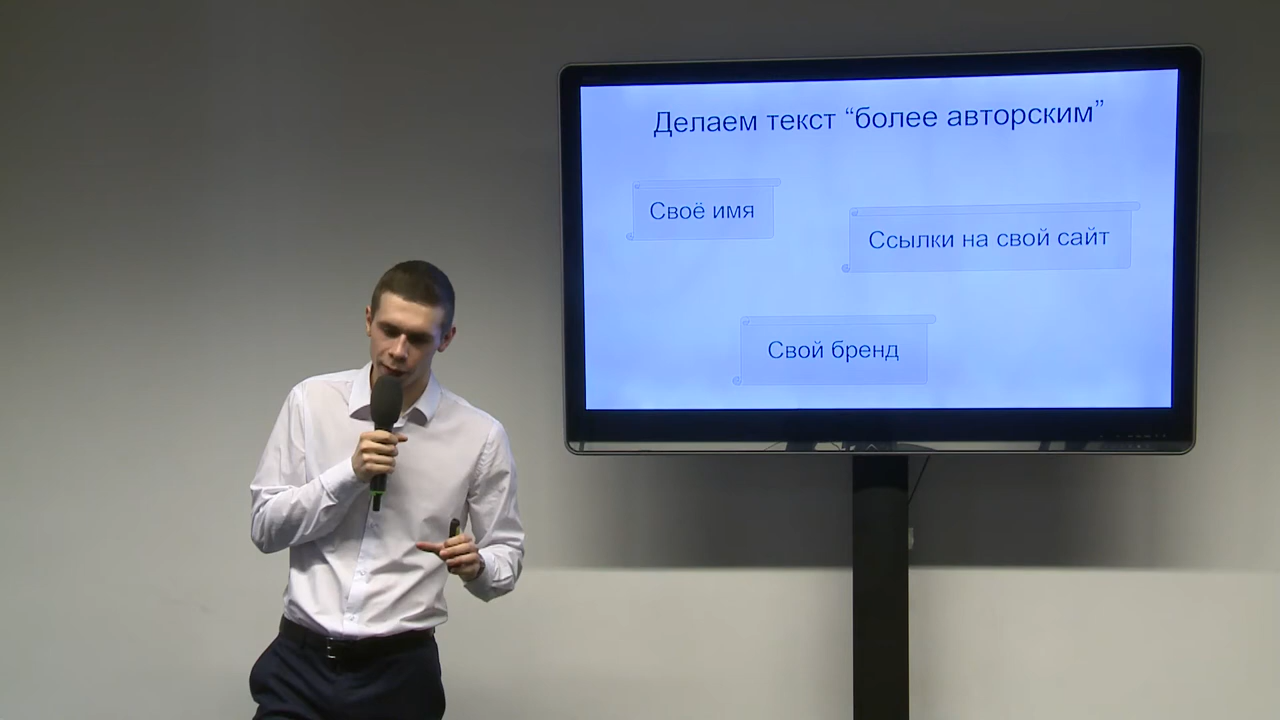 Делаем текст “более авторским”
Своё имя
Ссылки на свой сайт
Свой бренд